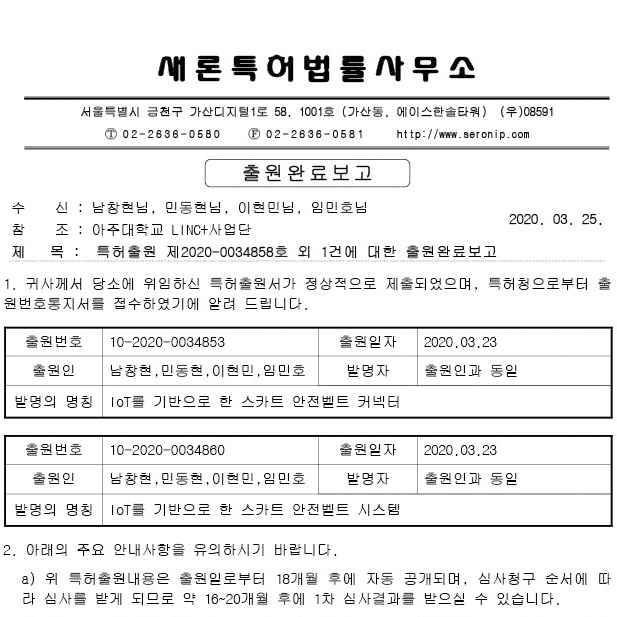 새론특허법률사무소
서울특별시 금천구 가산디지털1로 58, 1001호 (가산동, 에이스한솔타워) (우)08591
Ⓣ 02-2636-0580 Ⓕ 02-2636-0581 http://www.seronip.com
출원완료보고
수 신 : 남창현님, 민동현님, 이현민님, 임민호님
2020. 03. 25.
참 조 : 아주대학교 LINC+사업단
제 목 : 특허출원 제2020-0034858호 외 1건에 대한 출원완료보고
1. 귀사께서 당소에 위임하신 특허출원서가 정상적으로 제출되었으며, 특허청으로부터 출
원번호통지서를 접수하였기에 알려 드립니다.
출원번호 10-2020-0034853 출원일자 2020.03.23
출원인 남창현,민동현,이현민,임민호 발명자 출원인과 동일
발명의 명칭 IoT를 기반으로 한 스카트 안전벨트 커넥터
출원번호 10-2020-0034860 출원일자 2020.03.23
출원인 남창현,민동현,이현민,임민호 발명자 출원인과 동일
발명의 명칭 IoT를 기반으로 한 스카트 안전벨트 시스템
2. 아래의 주요 안내사항을 유의하시기 바랍니다.
a) 위 특허출원내용은 출원일로부터 18개월 후에 자동 공개되며, 심사청구 순서에 따
라 심사를 받게 되므로 약 16~20개월 후에 1차 심사결과를 받으실 수 있습니다.